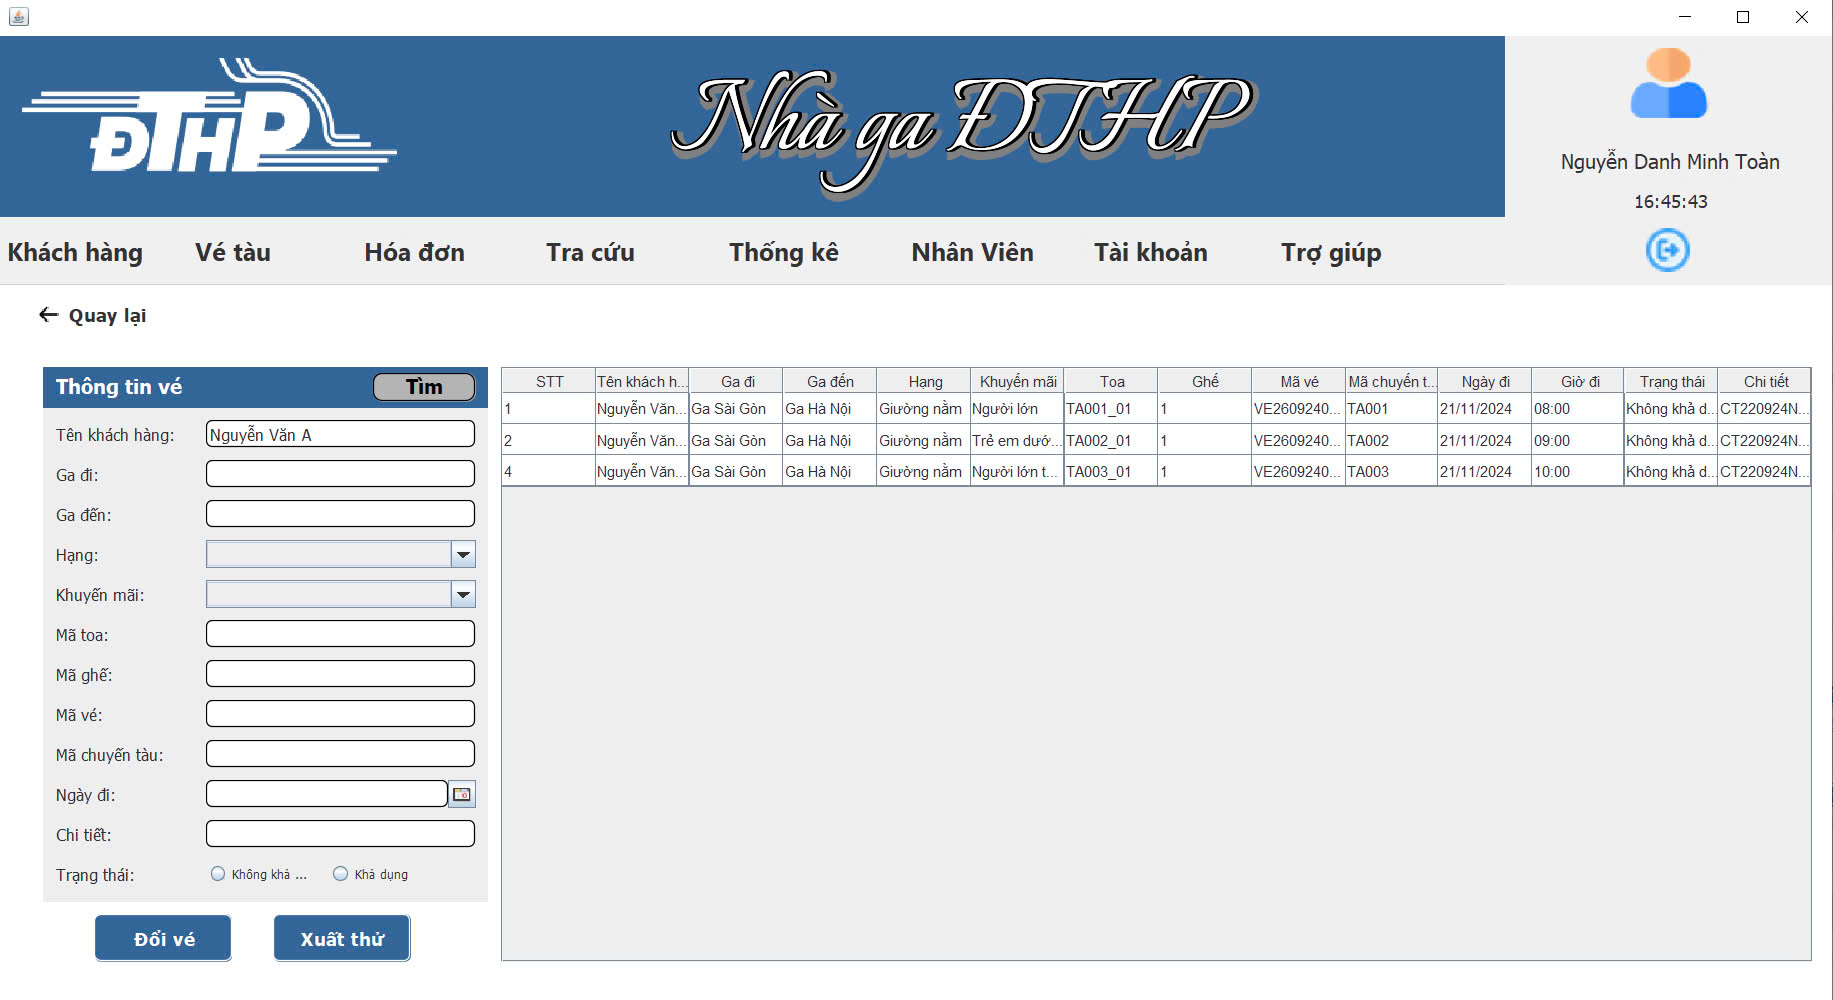 ĐTHP
Nhà ga ĐTHP
Nguyễn Danh Minh Toàn
16:45:43
Khách hàng Vé tàu Hóa đơn Tra cứu Thống kê Nhân Viên Tài khoản Trợ giúp
← Quay lại
Thông tin vé Tìm
Tên khách hàng: Nguyễn Văn A
Ga đi:
Ga đến:
Hạng:
Khuyến mãi:
Mã toa:
Mã ghế:
Mã vé:
Mã chuyến tàu:
Ngày đi:
Chi tiết:
Trạng thái: Không khả ... Khả dụng
Đổi vé Xuất thử
STT Tên khách h... Ga đi Ga đến Hạng Khuyến mãi Toa Ghế Mã vé Mã chuyến t... Ngày đi Giờ đi Trạng thái Chi tiết
1 Nguyễn Văn... Ga Sài Gòn Ga Hà Nội Giường nằm Người lớn TA001_01 1 VE2609240... TA001 21/11/2024 08:00 Không khả d... CT220924N...
2 Nguyễn Văn... Ga Sài Gòn Ga Hà Nội Giường nằm Trẻ em dướ... TA002_01 1 VE2609240... TA002 21/11/2024 09:00 Không khả d... CT220924N...
4 Nguyễn Văn... Ga Sài Gòn Ga Hà Nội Giường nằm Người lớn t... TA003_01 1 VE2609240... TA003 21/11/2024 10:00 Không khả d... CT220924N...